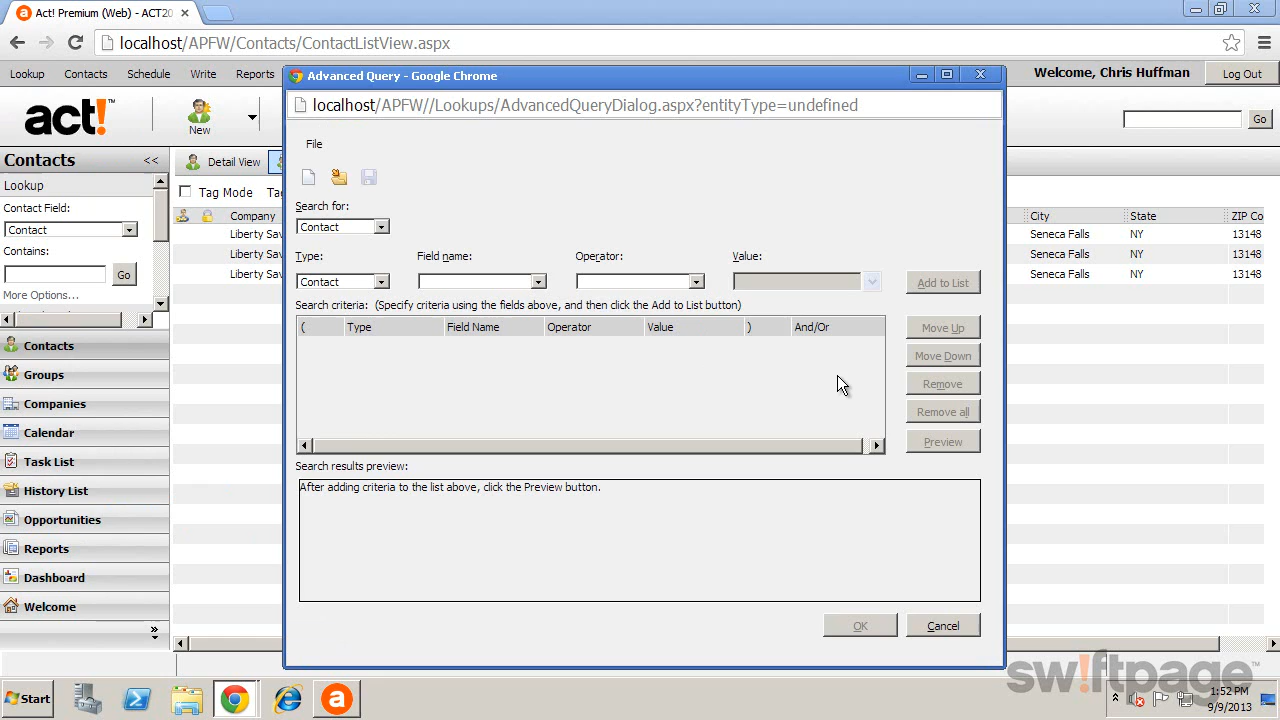 Act! Premium (Web) - ACT20
localhost/APFW/Contacts/ContactListView.aspx
Lookup Contacts Schedule Write Reports
Welcome, Chris Huffman Log Out
act!™ New Go
Contacts <<
Lookup
Contact Field:
Contact
Contains:
Go
More Options...
Contacts
Groups
Companies
Calendar
Task List
History List
Opportunities
Reports
Dashboard
Welcome
Detail View
Tag Mode
Company City State ZIP Co
Liberty Sav Seneca Falls NY 13148
Liberty Sav Seneca Falls NY 13148
Liberty Sav Seneca Falls NY 13148
Advanced Query - Google Chrome
localhost/APFW//Lookups/AdvancedQueryDialog.aspx?entityType=undefined
File
Search for:
Contact
Type: Field name: Operator: Value:
Contact Add to List
Search criteria: (Specify criteria using the fields above, and then click the Add to List button)
( Type Field Name Operator Value ) And/Or
Move Up
Move Down
Remove
Remove all
Preview
Search results preview:
After adding criteria to the list above, click the Preview button.
OK Cancel
sw!ftpage™
Start 1:52 PM
9/9/2013